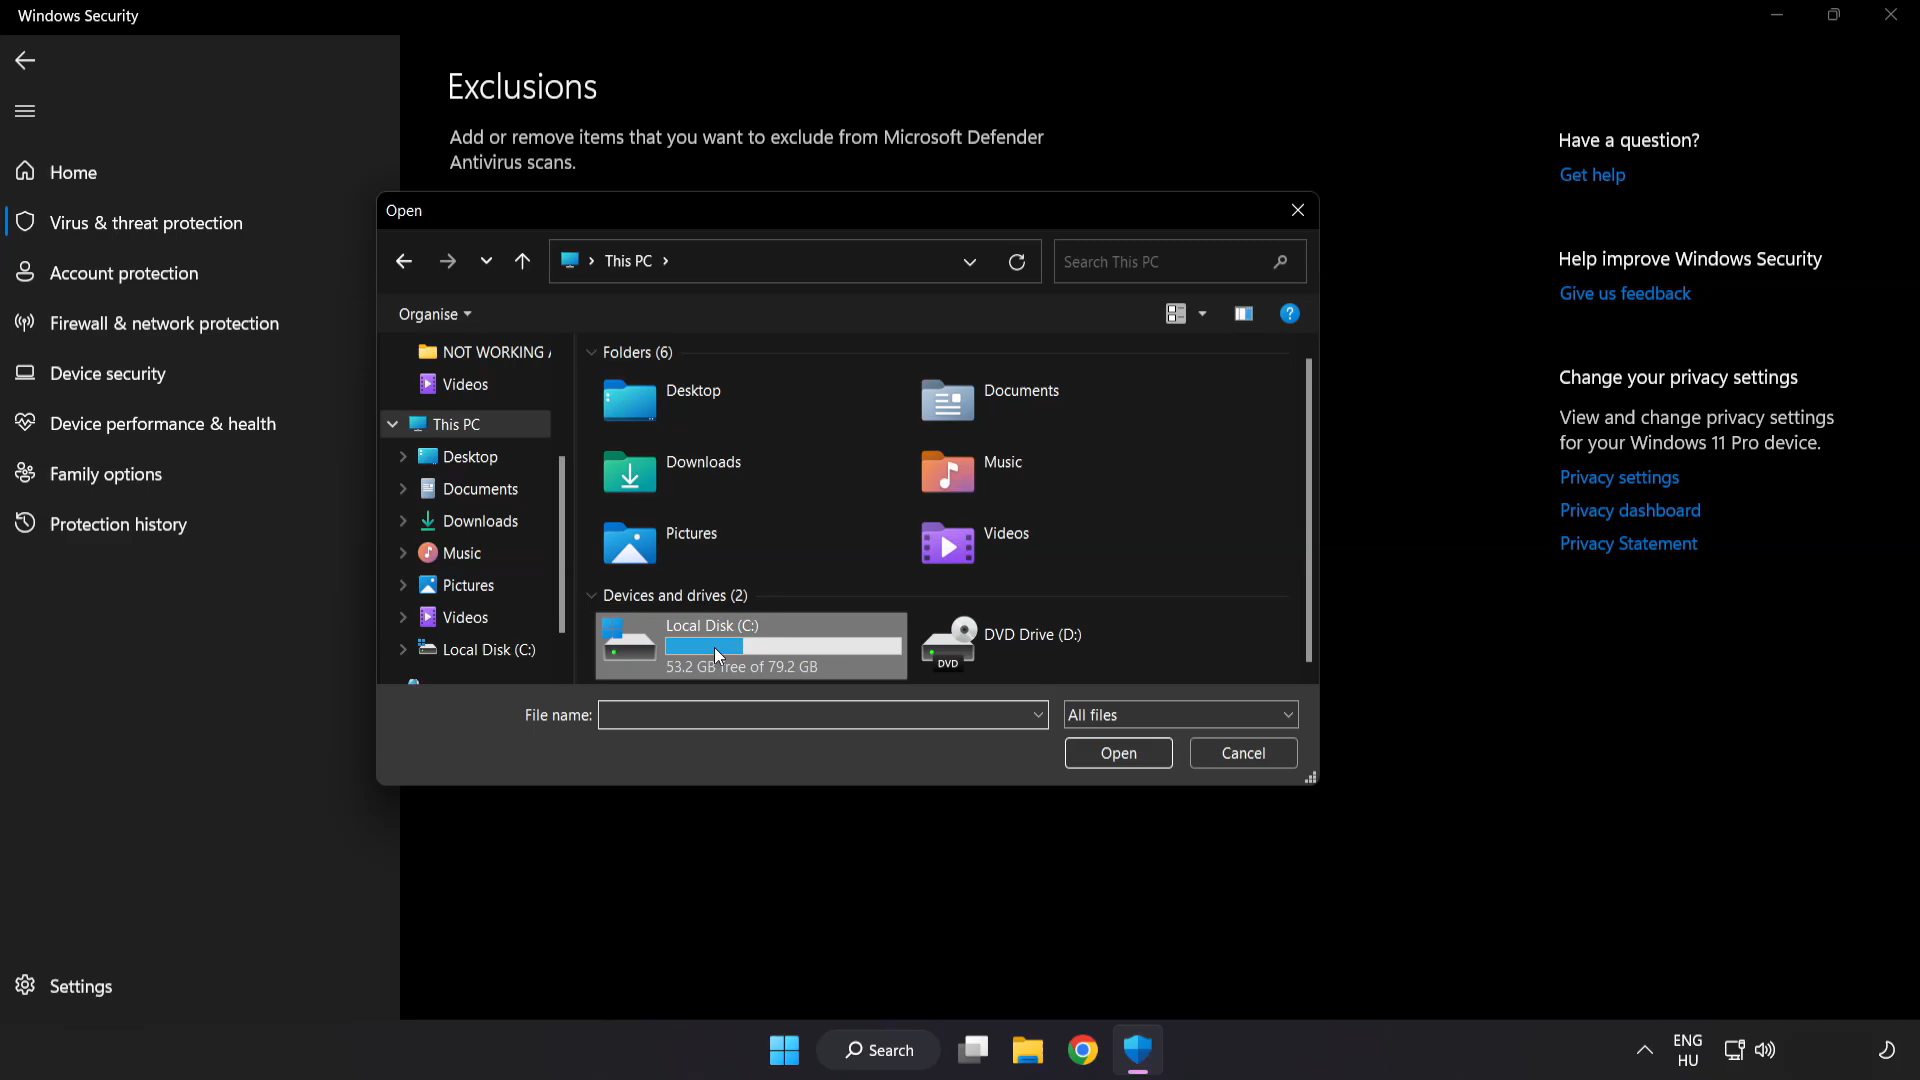 Windows Security
Exclusions
Add or remove items that you want to exclude from Microsoft Defender
Antivirus scans.
Home
Virus & threat protection
Account protection
Firewall & network protection
Device security
Device performance & health
Family options
Protection history
Settings
Have a question?
Get help
Help improve Windows Security
Give us feedback
Change your privacy settings
View and change privacy settings
for your Windows 11 Pro device.
Privacy settings
Privacy dashboard
Privacy Statement
Open
This PC
Search This PC
Organise
NOT WORKING
Videos
This PC
Desktop
Documents
Downloads
Music
Pictures
Videos
Local Disk (C:)
Folders (6)
Desktop
Documents
Downloads
Music
Pictures
Videos
Devices and drives (2)
Local Disk (C:)
53.2 GB free of 79.2 GB
DVD Drive (D:)
DVD
File name:
All files
Open
Cancel
Search
ENG
HU